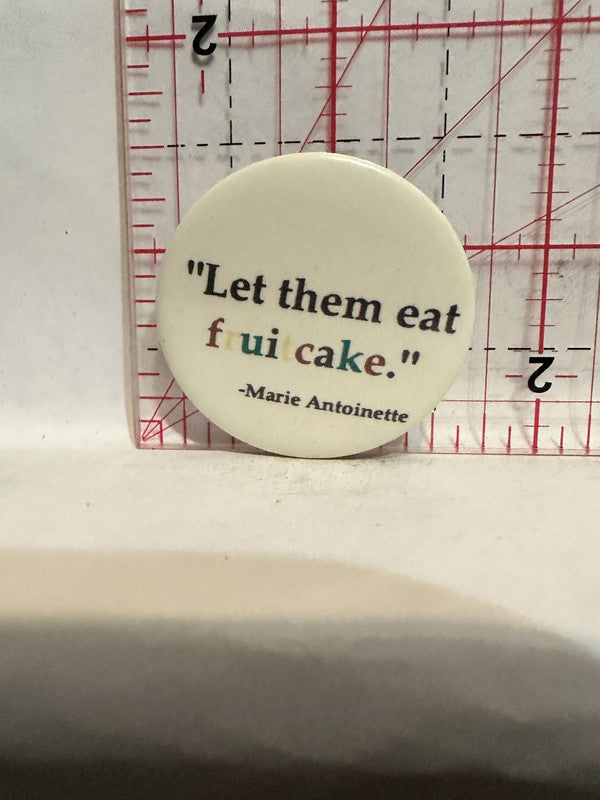 2
"Let them eat
fruitcake."
-Marie Antoinette
2